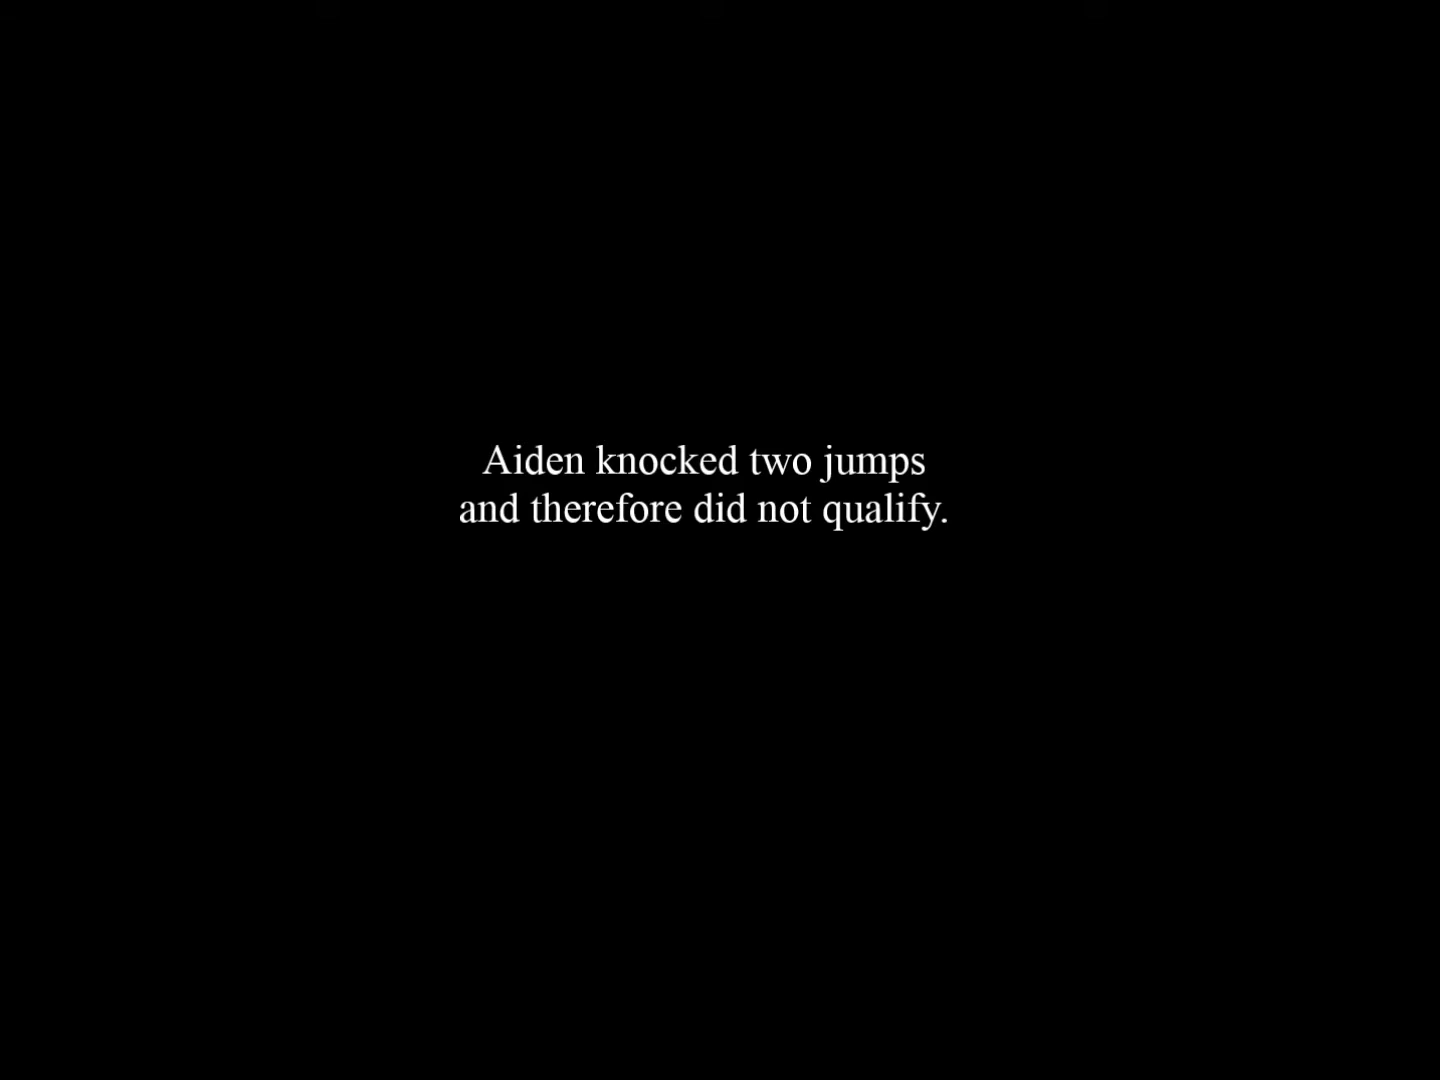 Aiden knocked two jumps
and therefore did not qualify.